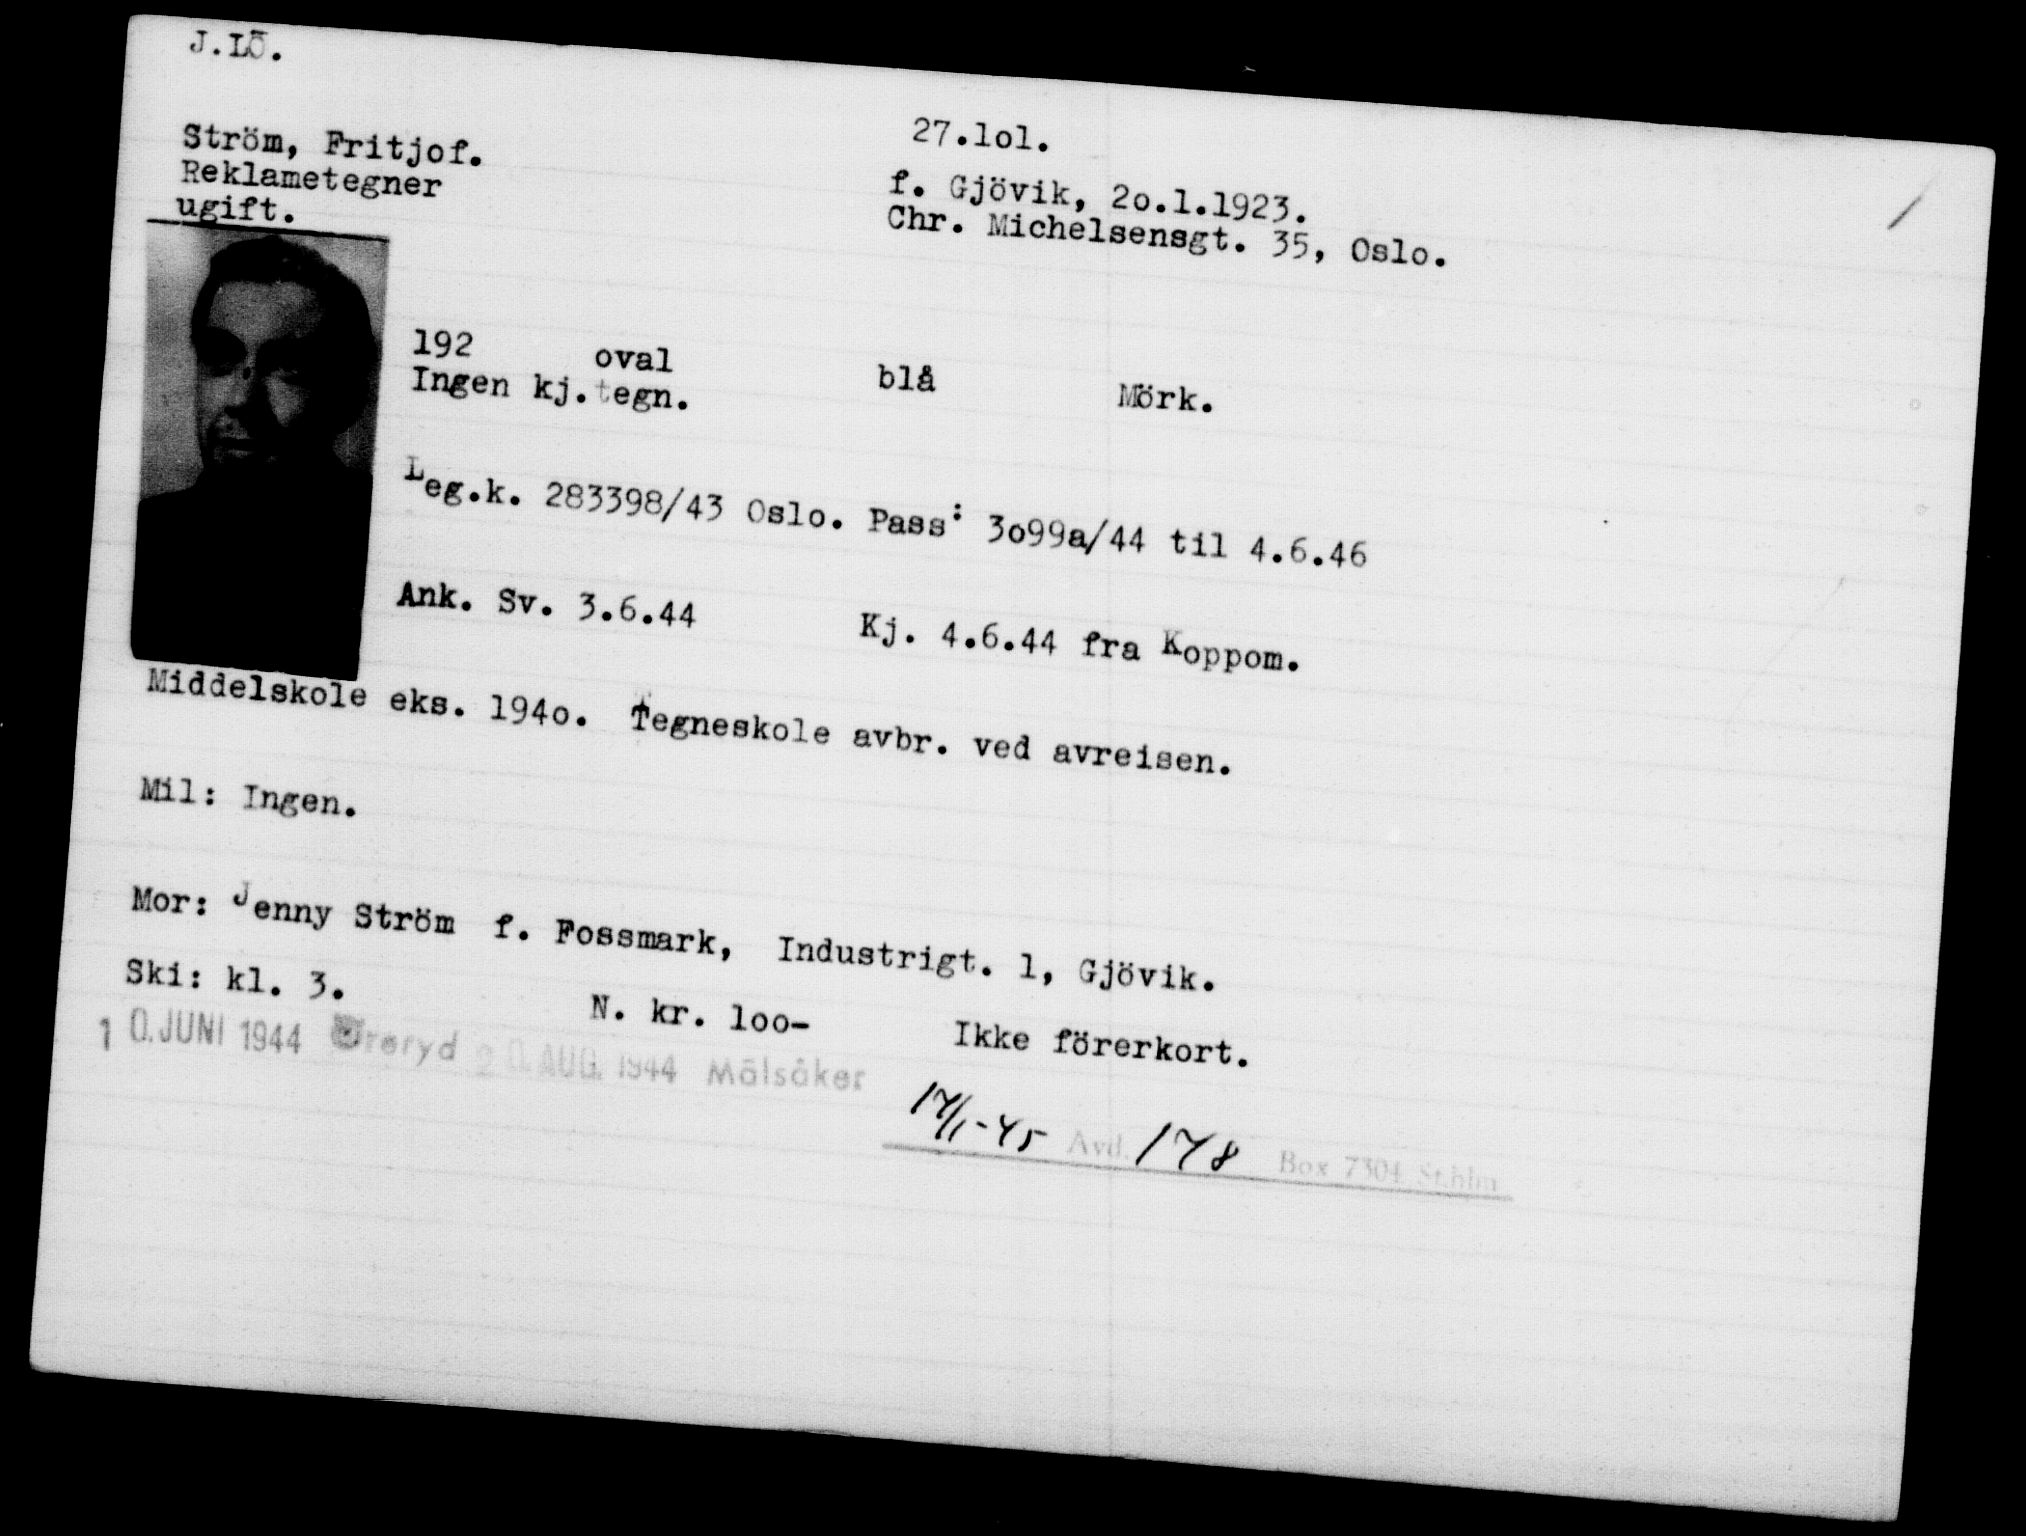 J.LÖ.
27.lol.
Ström, Fritjof.
Reklametegner
ugift.
f. Gjövik, 2o.1.1923.
Chr. Michelsensgt. 35, Oslo.
192 oval blå Mörk.
Ingen kj.tegn.
Leg.k. 283398/43 Oslo. Pass: 3o99a/44 til 4.6.46
Ank. Sv. 3.6.44 Kj. 4.6.44 fra Koppom.
Middelskole eks. 194o. Tegneskole avbr. ved avreisen.
Mil: Ingen.
Mor: Jenny Ström f. Fossmark, Industrigt. 1, Gjövik.
Ski: kl. 3. N. kr. loo- Ikke förerkort.
10. JUNI 1944 Öreryd 20. AUG. 1944 Mälsåker
17/1-45 Avd. 178 Box 7304 St.hlm